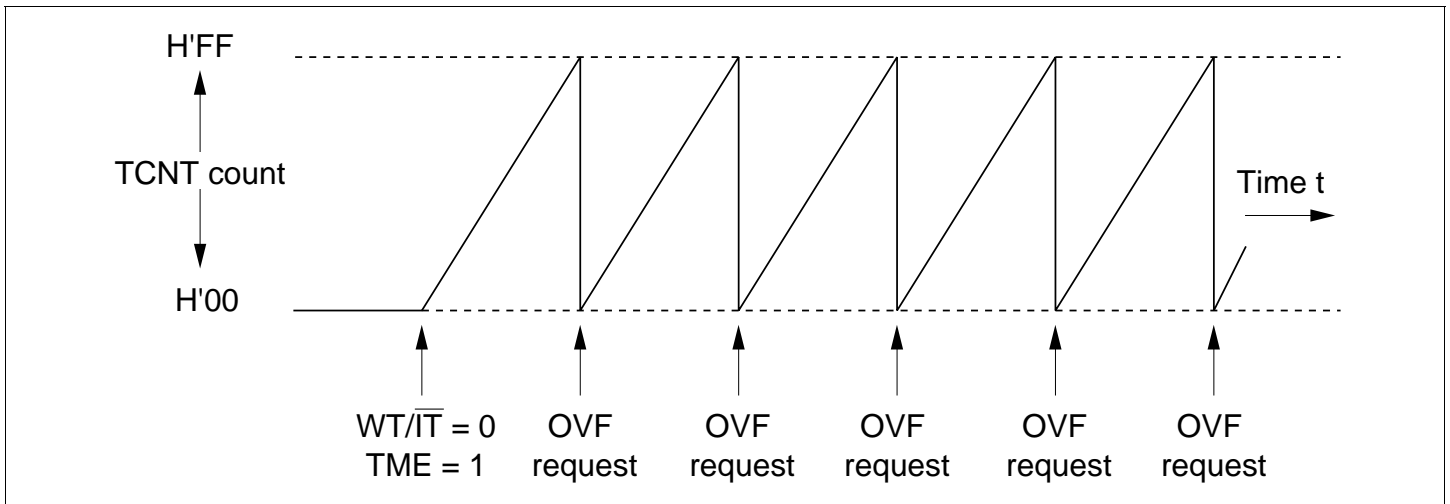 H'FF
TCNT count
H'00
Time t
WT/I̅T̅ = 0
TME = 1
OVF
request
OVF
request
OVF
request
OVF
request
OVF
request